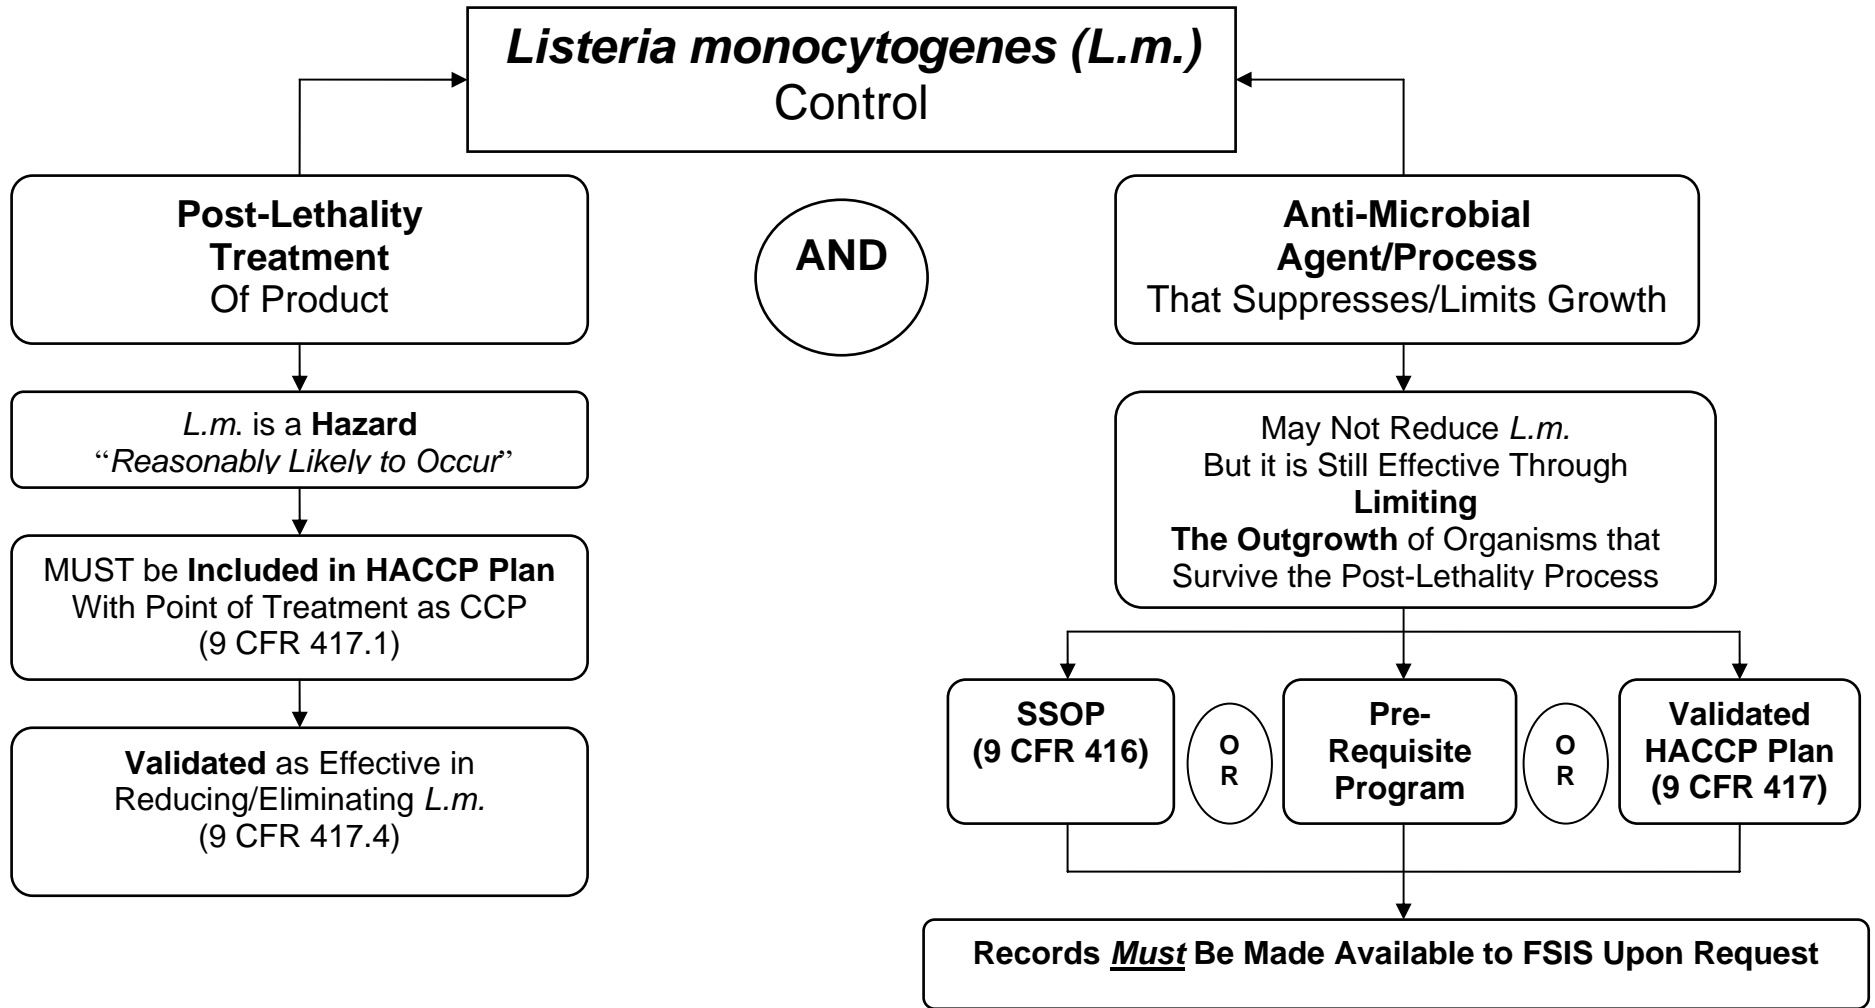 Listeria monocytogenes (L.m.)
Control
Post-Lethality
Treatment
Of Product
AND
Anti-Microbial
Agent/Process
That Suppresses/Limits Growth
L.m. is a Hazard
“Reasonably Likely to Occur”
May Not Reduce L.m.
But it is Still Effective Through
Limiting
The Outgrowth of Organisms that
Survive the Post-Lethality Process
MUST be Included in HACCP Plan
With Point of Treatment as CCP
(9 CFR 417.1)
Validated as Effective in
Reducing/Eliminating L.m.
(9 CFR 417.4)
SSOP
(9 CFR 416)
O
R
Pre-
Requisite
Program
O
R
Validated
HACCP Plan
(9 CFR 417)
Records Must Be Made Available to FSIS Upon Request